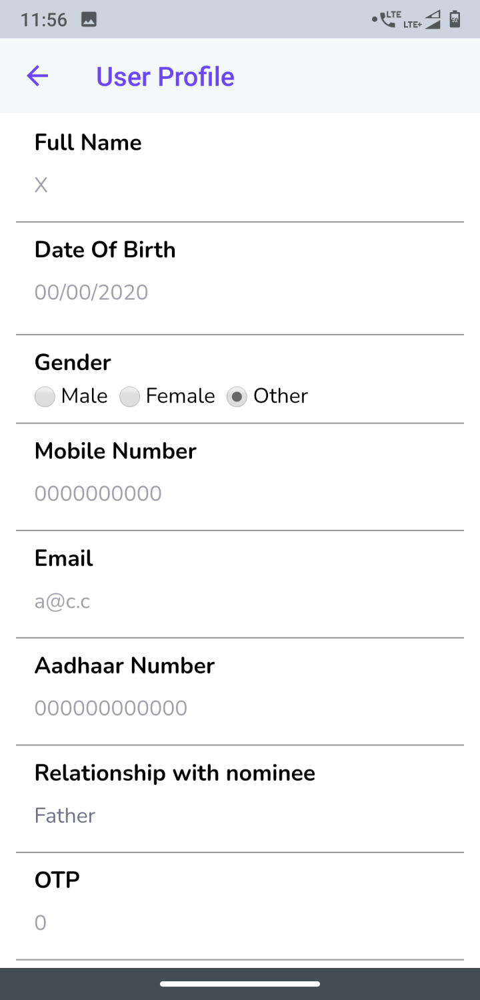 11:56
LTE LTE+ 52
User Profile
Full Name
X
Date Of Birth
00/00/2020
Gender
Male Female Other
Mobile Number
0000000000
Email
a@c.c
Aadhaar Number
000000000000
Relationship with nominee
Father
OTP
0